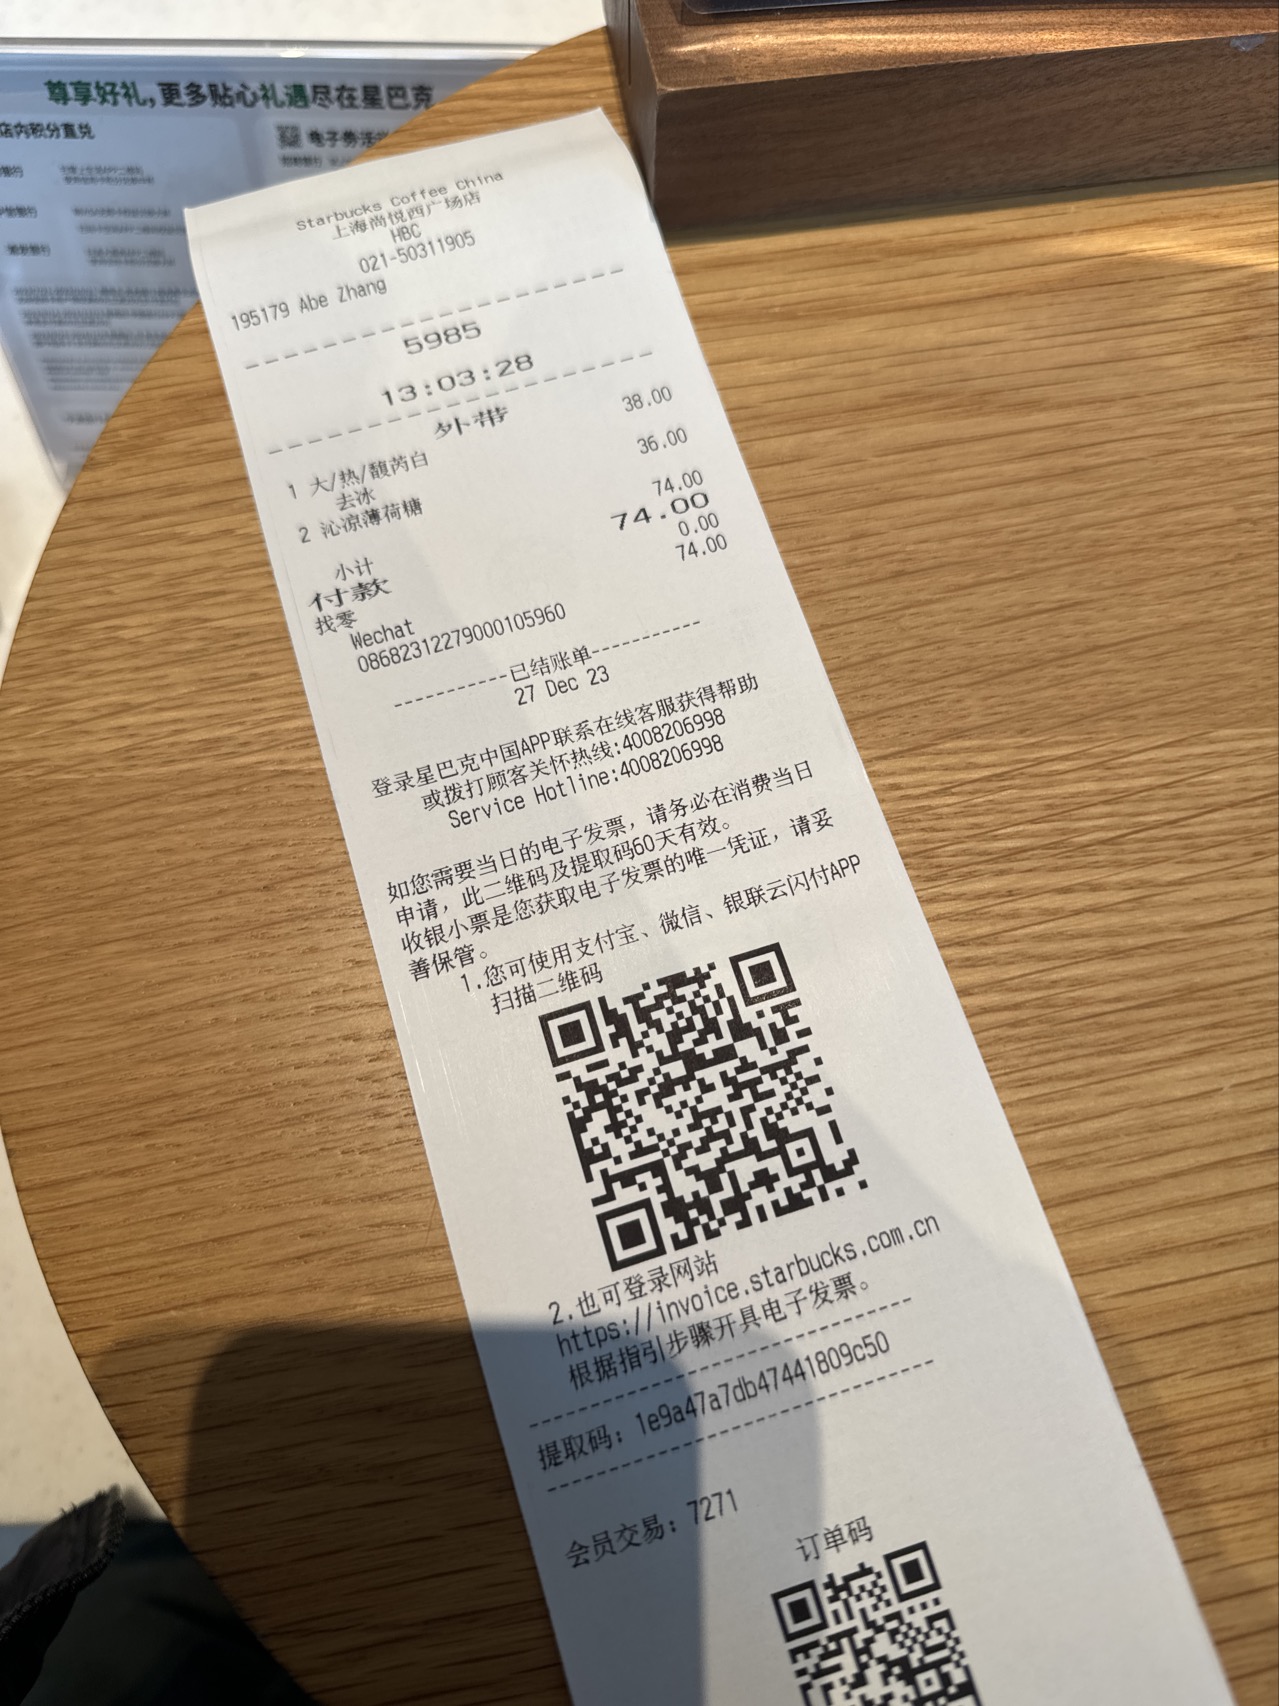 尊享好礼,更多贴心礼遇尽在星巴克
店内积分直兑
电子券活
Starbucks Coffee China
上海尚悦西广场店
HBC
021-50311905
195179 Abe Zhang
5985
13:03:28
外带
1 大/热/馥芮白 38.00
去冰
2 沁凉薄荷糖 36.00
小计 74.00
付款 74.00
找零 0.00
Wechat 74.00
08682312279000105960
-----------已结账单-----------
27 Dec 23
登录星巴克中国APP联系在线客服获得帮助
或拨打顾客关怀热线:4008206998
Service Hotline:4008206998
如您需要当日的电子发票，请务必在消费当日
申请，此二维码及提取码60天有效。
收银小票是您获取电子发票的唯一凭证，请妥
善保管。
1.您可使用支付宝、微信、银联云闪付APP
扫描二维码
2.也可登录网站
https://invoice.starbucks.com.cn
根据指引步骤开具电子发票。
提取码：1e9a47a7db47441809c50
会员交易：7271
订单码